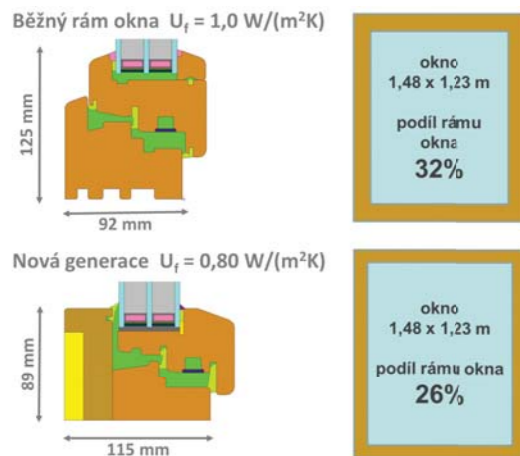 Běžný rám okna U_f = 1,0 W/(m²K)
125 mm
92 mm
okno
1,48 x 1,23 m
podíl rámu
okna
32%
Nová generace U_f = 0,80 W/(m²K)
89 mm
115 mm
okno
1,48 x 1,23 m
podíl rámu okna
26%